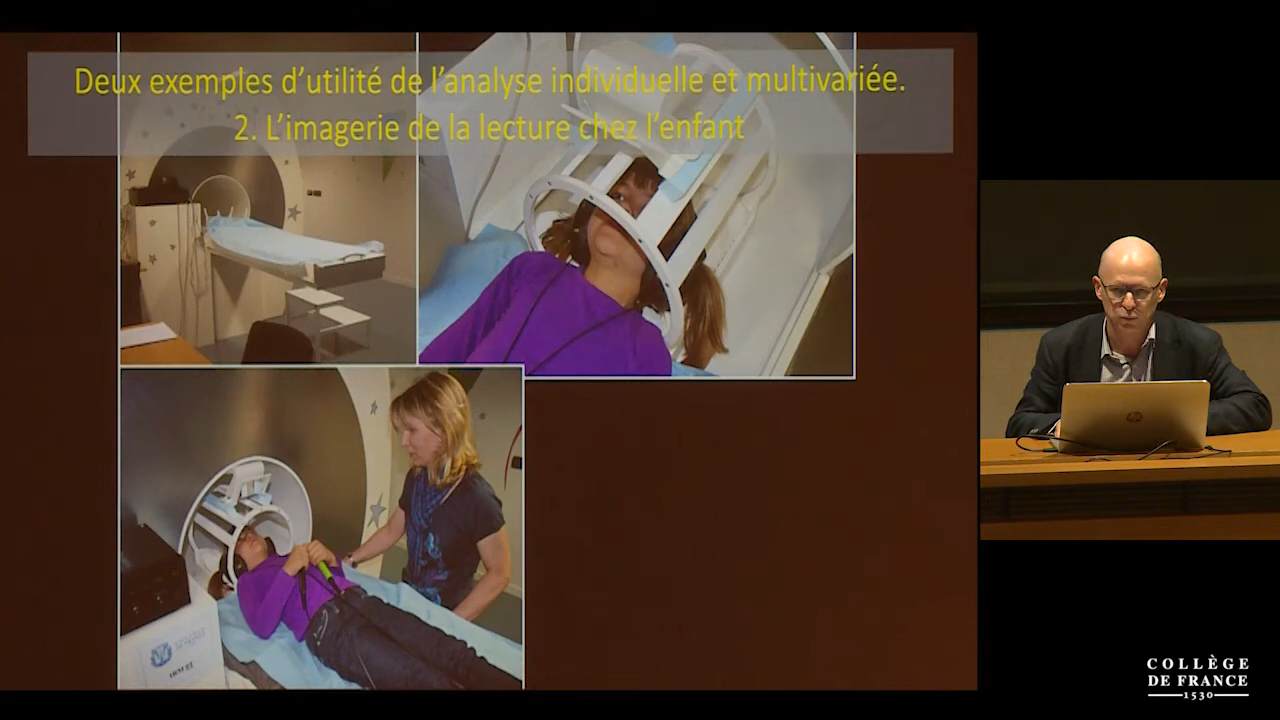 Deux exemples d'utilité de l'analyse individuelle et multivariée.
2. L'imagerie de la lecture chez l'enfant
COLLÈGE
DE FRANCE
1530